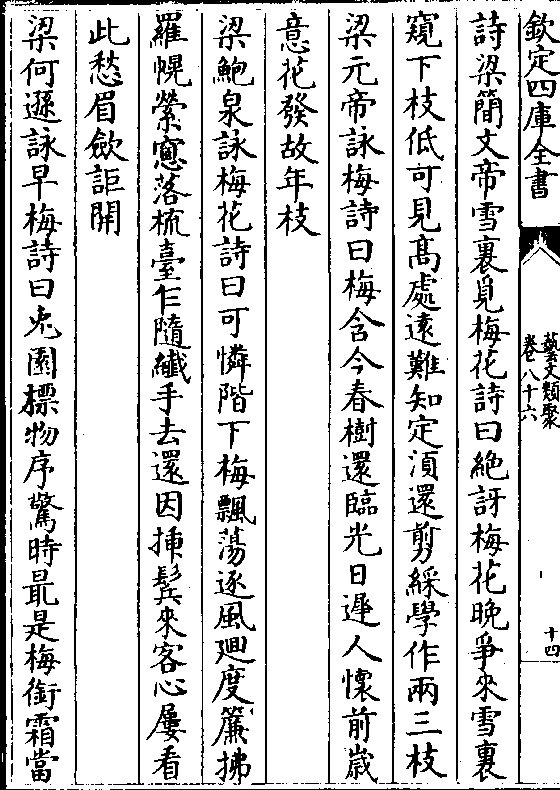 欽定四庫全書
藝文類聚
卷八十六
十四
詩梁簡文帝雪裏覓梅花詩曰絶訝梅花晚爭來雪裏
窺下枝低可見髙處遠難知定須還剪綵學作兩三枝
梁元帝詠梅詩曰梅含今春樹還臨光日遲人懐前歳
意花發故年枝
梁鮑泉詠梅花詩曰可憐階下梅飄蕩逐風廻度簾拂
羅幌縈窻落梳臺乍隨纎手去還因揷鬂來客心屢看
此愁眉斂詎開
梁何遜詠早梅詩曰兎園標物序驚時最是梅銜霜當